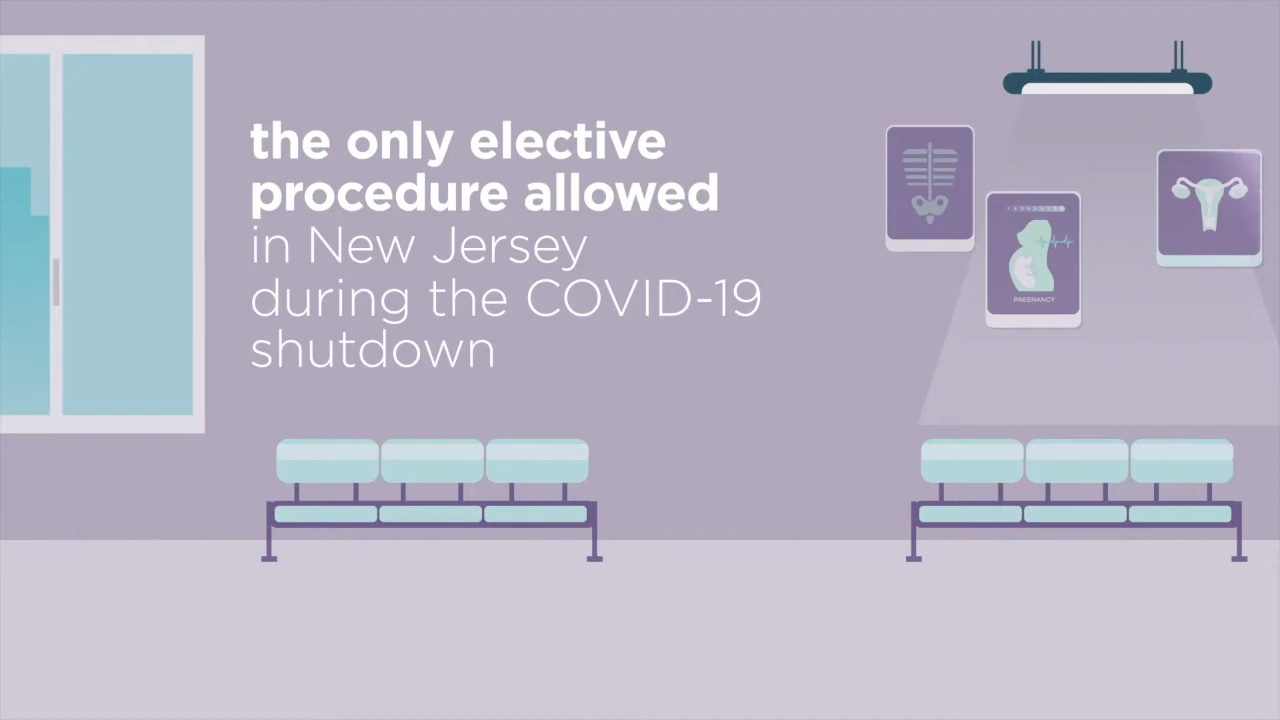 the only elective
procedure allowed
in New Jersey
during the COVID-19
shutdown
PREGNANCY